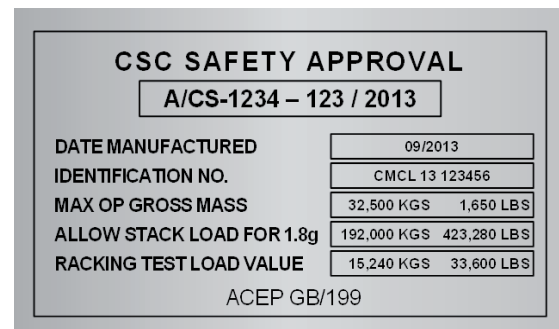 CSC SAFETY APPROVAL
A/CS-1234 – 123 / 2013
DATE MANUFACTURED 09/2013
IDENTIFICATION NO. CMCL 13 123456
MAX OP GROSS MASS 32,500 KGS 1,650 LBS
ALLOW STACK LOAD FOR 1.8g 192,000 KGS 423,280 LBS
RACKING TEST LOAD VALUE 15,240 KGS 33,600 LBS
ACEP GB/199